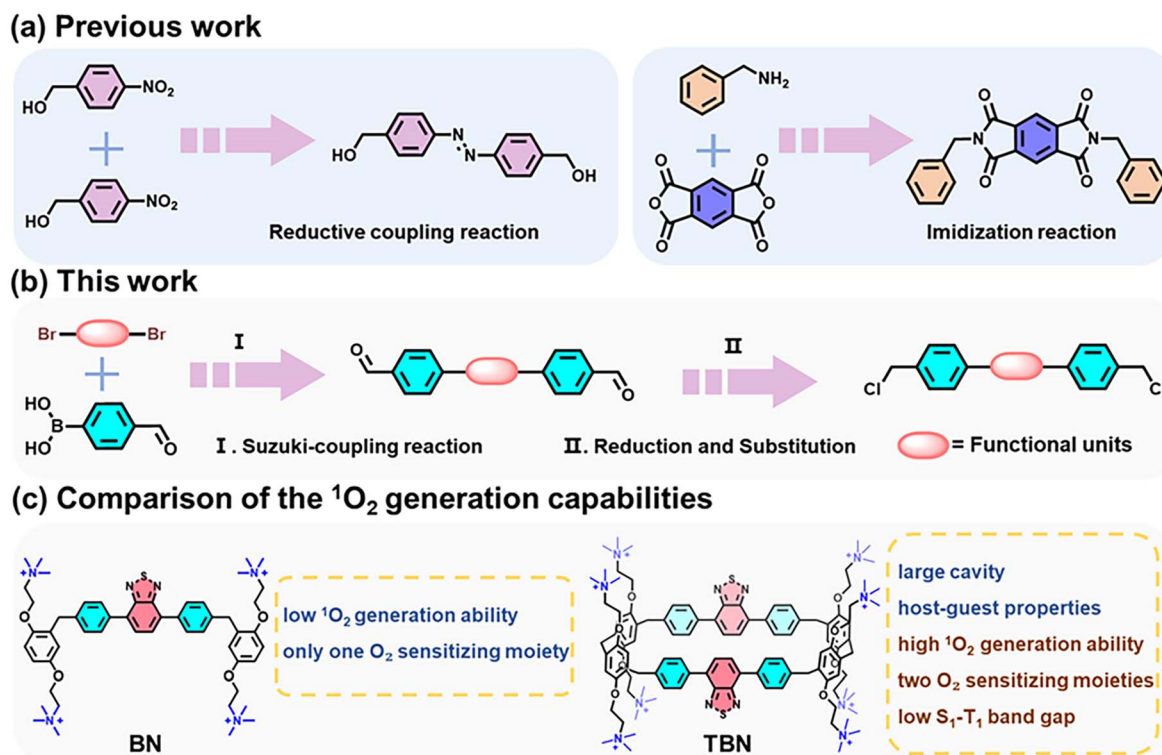 (a) Previous work
HO
NO₂
HO
NO₂
HO
N
N
OH
Reductive coupling reaction
NH₂
O
O
O
O
O
O
O
O
N
N
O
O
Imidization reaction
(b) This work
Br
Br
HO
B
HO
O
I
O
O
II
Cl
Cl
I. Suzuki-coupling reaction
II. Reduction and Substitution
= Functional units
(c) Comparison of the ¹O₂ generation capabilities
N
+
N
S
N
N
+
O
O
O
O
N
+
N
+
BN
low ¹O₂ generation ability
only one O₂ sensitizing moiety
N
+
N
+
N
S
N
N
+
N
+
O
O
O
O
N
S
N
N
+
N
+
N
+
N
+
TBN
large cavity
host-guest properties
high ¹O₂ generation ability
two O₂ sensitizing moieties
low S₁-T₁ band gap